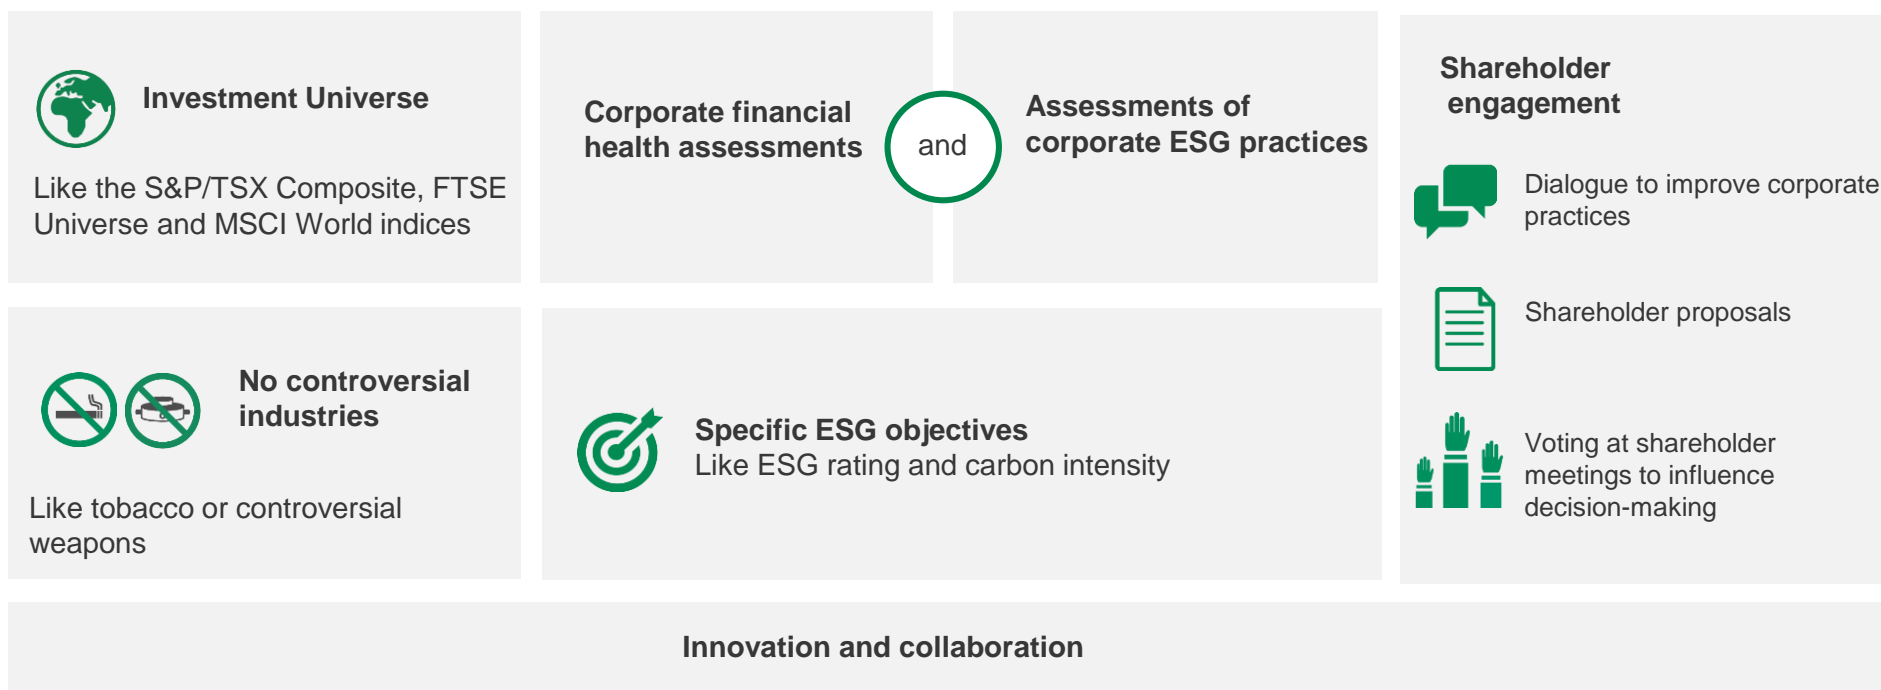 Investment Universe
Like the S&P/TSX Composite, FTSE
Universe and MSCI World indices
Corporate financial
health assessments
and
Assessments of
corporate ESG practices
Shareholder
engagement
Dialogue to improve corporate
practices
Shareholder proposals
Voting at shareholder
meetings to influence
decision-making
No controversial
industries
Like tobacco or controversial
weapons
Specific ESG objectives
Like ESG rating and carbon intensity
Innovation and collaboration